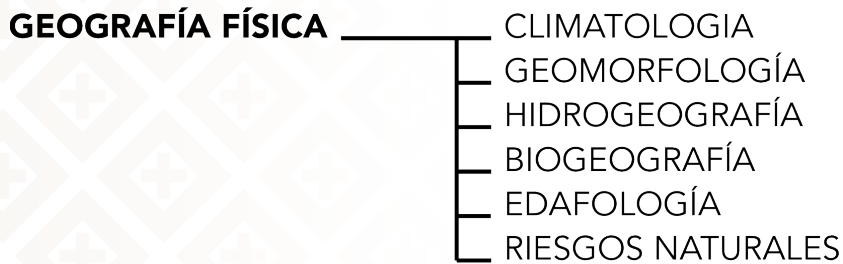 GEOGRAFÍA FÍSICA CLIMATOLOGIA
GEOMORFOLOGÍA
HIDROGEOGRAFÍA
BIOGEOGRAFÍA
EDAFOLOGÍA
RIESGOS NATURALES